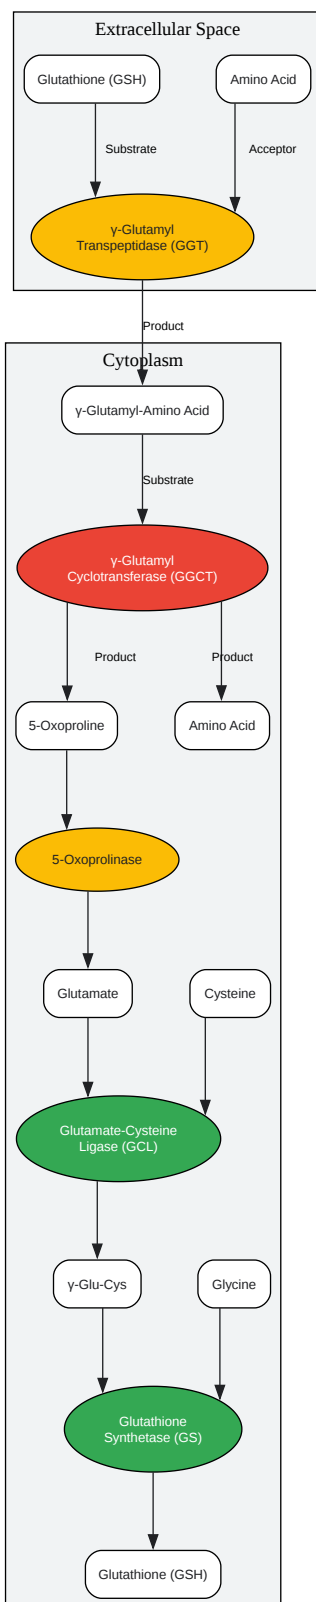 Extracellular Space
Glutathione (GSH)
Amino Acid
Substrate
Acceptor
γ-Glutamyl
Transpeptidase (GGT)
Product
Cytoplasm
γ-Glutamyl-Amino Acid
Substrate
γ-Glutamyl
Cyclotransferase (GGCT)
Product
Product
5-Oxoproline
Amino Acid
5-Oxoprolinase
Glutamate
Cysteine
Glutamate-Cysteine
Ligase (GCL)
γ-Glu-Cys
Glycine
Glutathione
Synthetase (GS)
Glutathione (GSH)